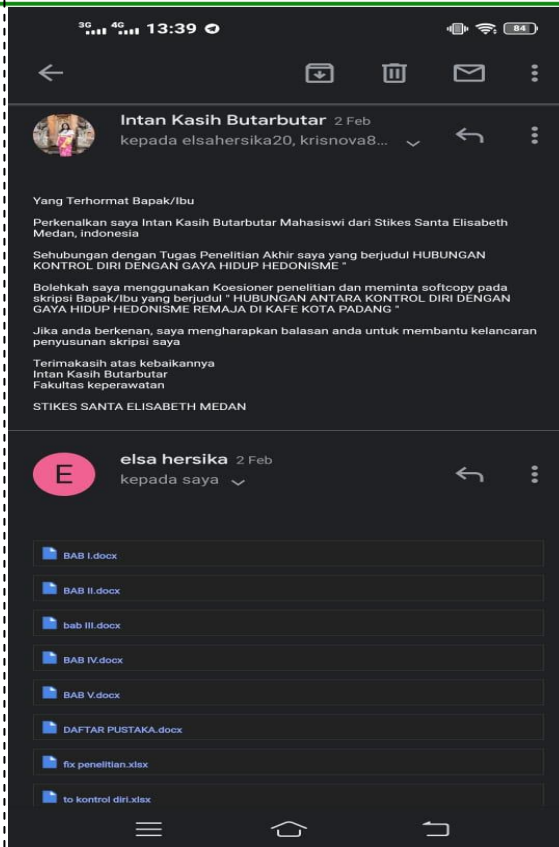 3G 4G 13:39 84
Intan Kasih Butarbutar 2 Feb
kepada elsahersika20, krisnova8...
Yang Terhormat Bapak/Ibu
Perkenalkan saya Intan Kasih Butarbutar Mahasiswi dari Stikes Santa Elisabeth
Medan, indonesia
Sehubungan dengan Tugas Penelitian Akhir saya yang berjudul HUBUNGAN
KONTROL DIRI DENGAN GAYA HIDUP HEDONISME "
Bolehkah saya menggunakan Koesioner penelitian dan meminta softcopy pada
skripsi Bapak/Ibu yang berjudul " HUBUNGAN ANTARA KONTROL DIRI DENGAN
GAYA HIDUP HEDONISME REMAJA DI KAFE KOTA PADANG "
Jika anda berkenan, saya mengharapkan balasan anda untuk membantu kelancaran
penyusunan skripsi saya
Terimakasih atas kebaikannya
Intan Kasih Butarbutar
Fakultas keperawatan
STIKES SANTA ELISABETH MEDAN
E
elsa hersika 2 Feb
kepada saya
BAB I.docx
BAB II.docx
bab III.docx
BAB IV.docx
BAB V.docx
DAFTAR PUSTAKA.docx
fix penelitian.xlsx
to kontrol diri.xlsx